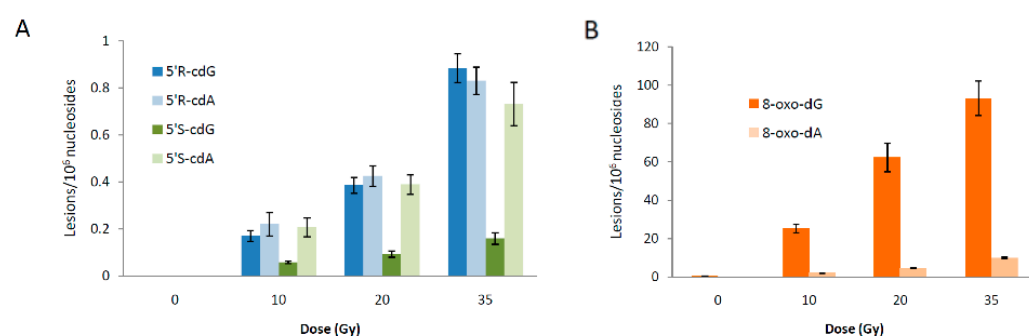 A
Lesions/10⁶ nucleosides
1
0.8
0.6
0.4
0.2
0
5'R-cdG
5'R-cdA
5'S-cdG
5'S-cdA
0 10 20 35
Dose (Gy)
B
Lesions/10⁶ nucleosides
120
100
80
60
40
20
0
8-oxo-dG
8-oxo-dA
0 10 20 35
Dose (Gy)